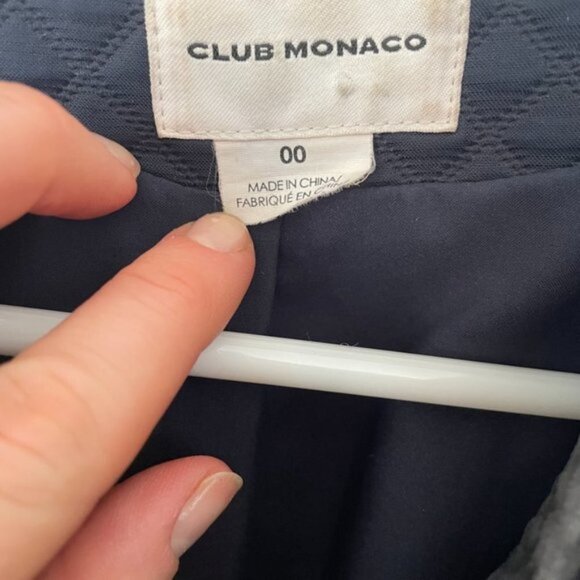 CLUB MONACO
00
MADE IN CHINA/
FABRIQUÉ EN